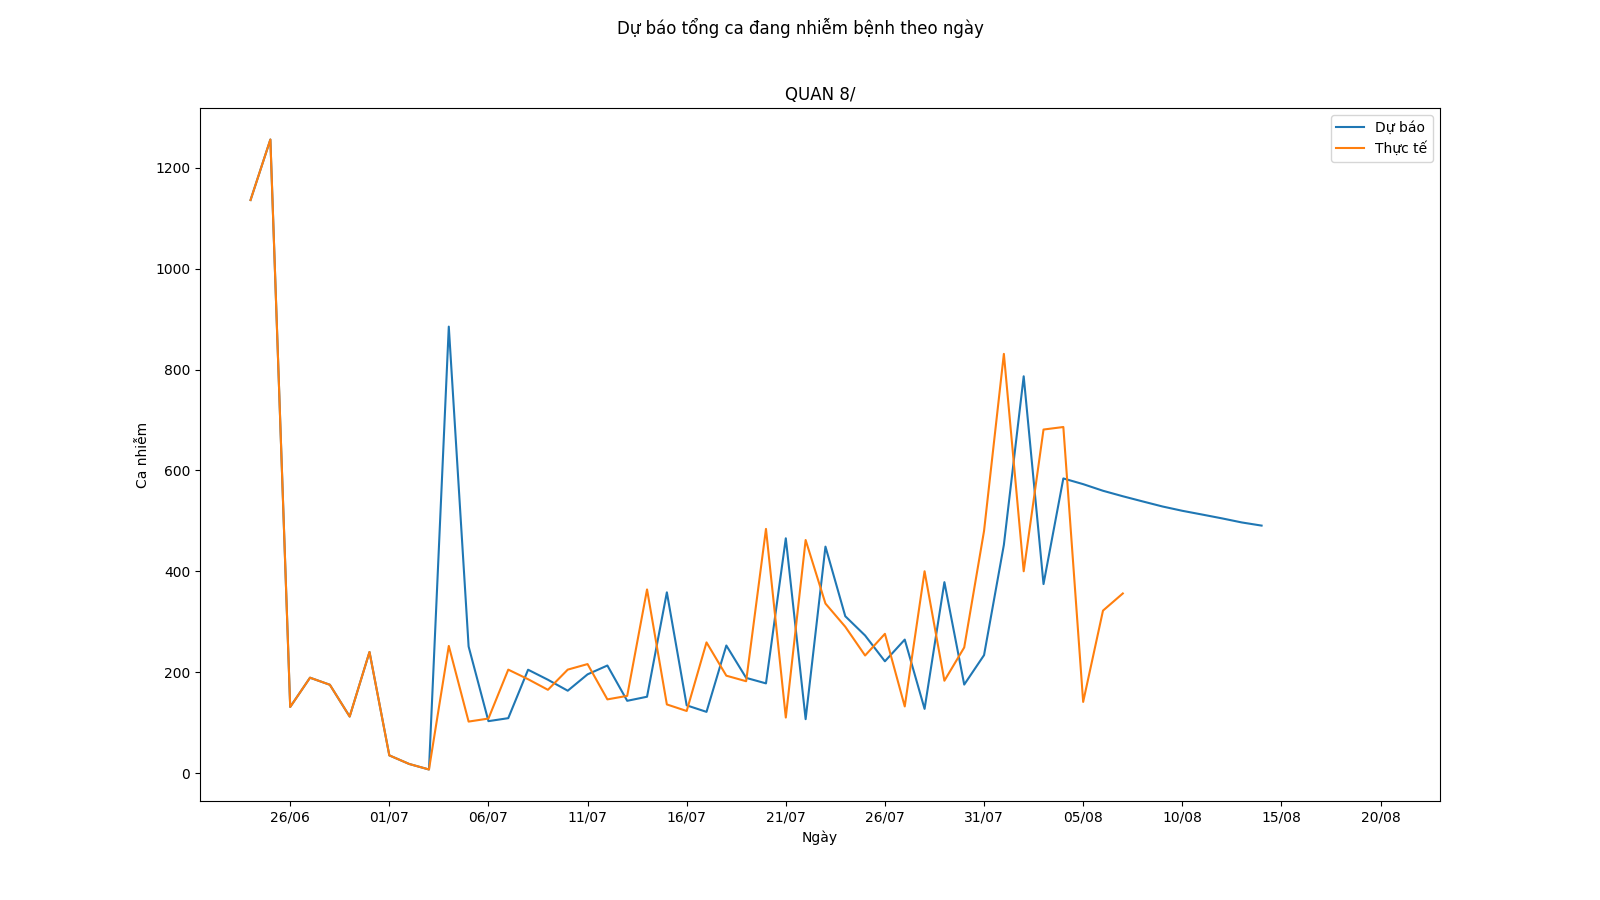 Dự báo tổng ca đang nhiễm bệnh theo ngày
QUAN 8/
Dự báo
Thực tế
1200
1000
800
600
400
200
0
Ca nhiễm
26/06 01/07 06/07 11/07 16/07 21/07 26/07 31/07 05/08 10/08 15/08 20/08
Ngày